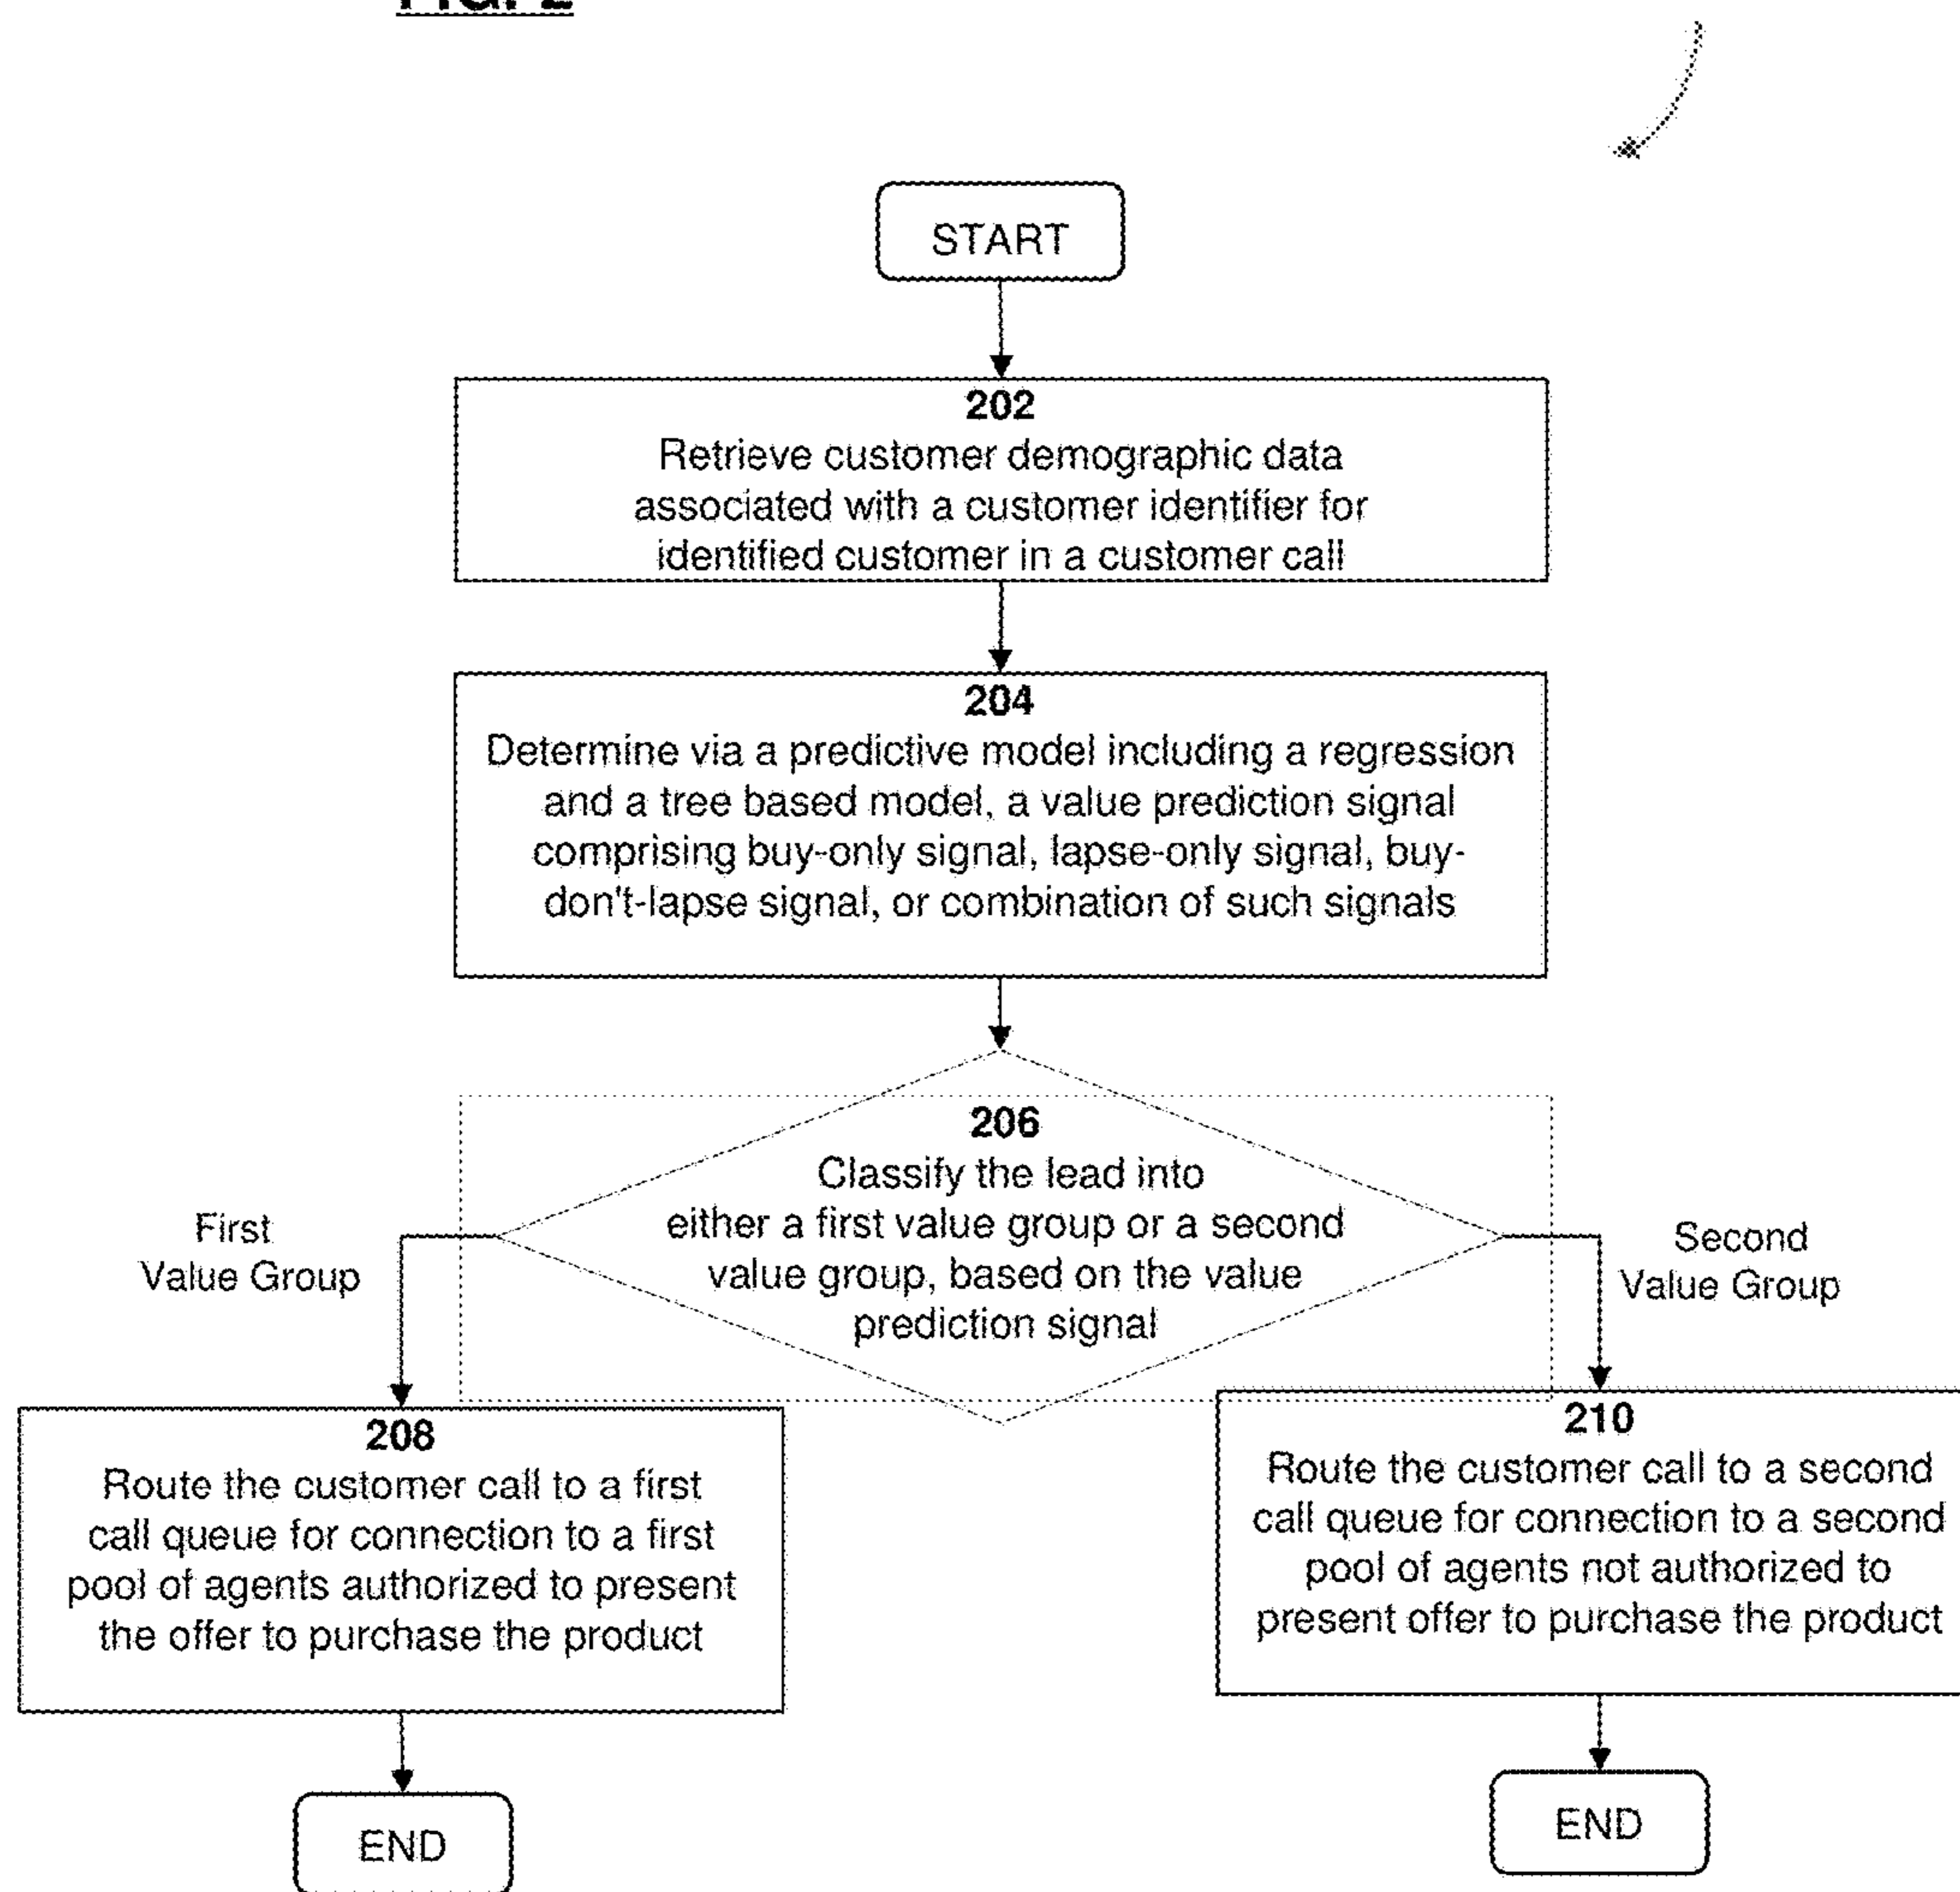 FIG. 2
START
202
Retrieve customer demographic data
associated with a customer identifier for
identified customer in a customer call
204
Determine via a predictive model including a regression
and a tree based model, a value prediction signal
comprising buy-only signal, lapse-only signal, buy-
don't-lapse signal, or combination of such signals
206
Classify the lead into
either a first value group or a second
value group, based on the value
prediction signal
First
Value Group
Second
Value Group
208
Route the customer call to a first
call queue for connection to a first
pool of agents authorized to present
the offer to purchase the product
210
Route the customer call to a second
call queue for connection to a second
pool of agents not authorized to
present offer to purchase the product
END
END